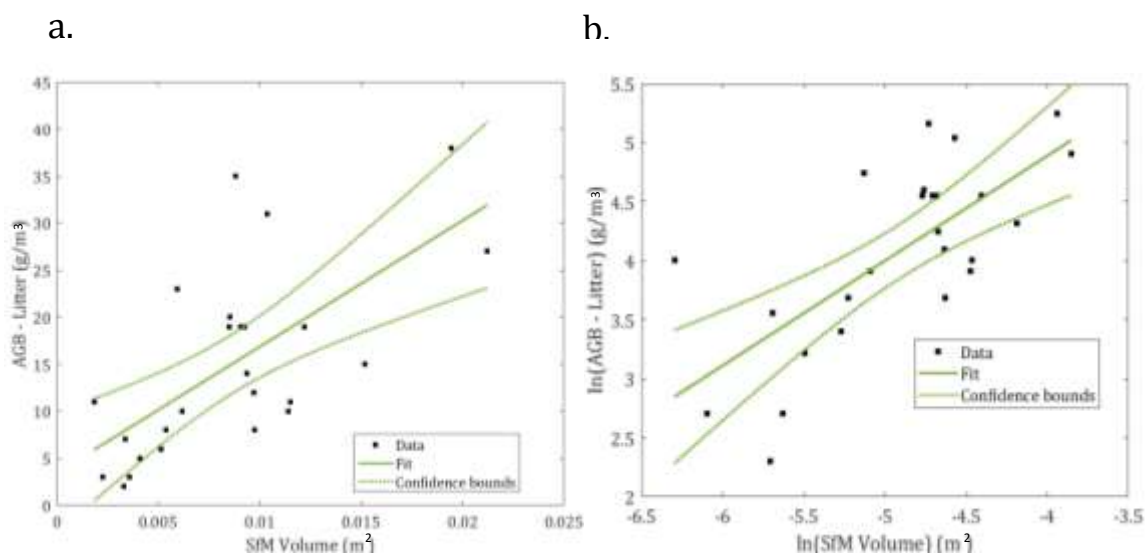 a.
b.
45
40
35
30
25
20
15
10
5
0
AGB - Litter (g/m³)
0
0.005
0.01
0.015
0.02
0.025
SfM Volume (m²)
Data
Fit
Confidence bounds
5.5
5
4.5
4
3.5
3
2.5
2
ln(AGB - Litter) (g/m³)
-6.5
-6
-5.5
-5
-4.5
-4
-3.5
ln(SfM Volume) (m²)
Data
Fit
Confidence bounds